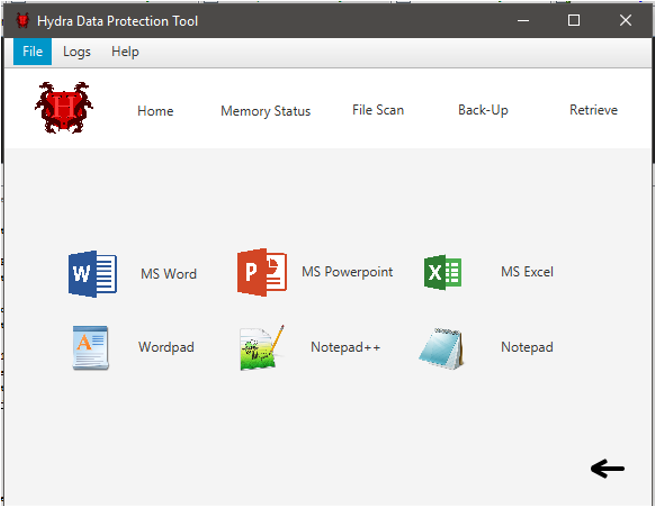 Hydra Data Protection Tool
File Logs Help
H
Home Memory Status File Scan Back-Up Retrieve
W MS Word P MS Powerpoint X MS Excel
A Wordpad Notepad++ Notepad